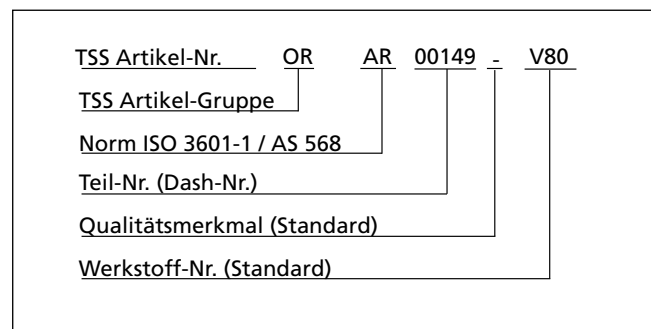 TSS Artikel-Nr. OR AR 00149 - V80
TSS Artikel-Gruppe
Norm ISO 3601-1 / AS 568
Teil-Nr. (Dash-Nr.)
Qualitätsmerkmal (Standard)
Werkstoff-Nr. (Standard)